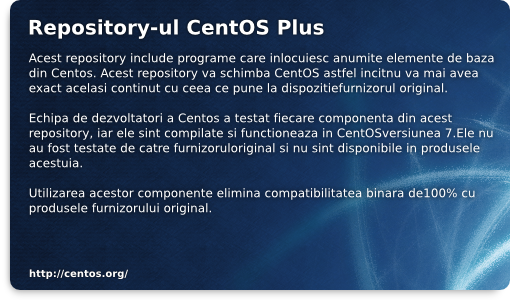 Repository-ul CentOS Plus
Acest repository include programe care inlocuiesc anumite elemente de baza
din Centos. Acest repository va schimba CentOS astfel incitnu va mai avea
exact acelasi continut cu ceea ce pune la dispozitiefurnizorul original.
Echipa de dezvoltatori a Centos a testat fiecare componenta din acest
repository, iar ele sint compilate si functioneaza in CentOSversiunea 7.Ele nu
au fost testate de catre furnizoruloriginal si nu sint disponibile in produsele
acestuia.
Utilizarea acestor componente elimina compatibilitatea binara de100% cu
produsele furnizorului original.
http://centos.org/